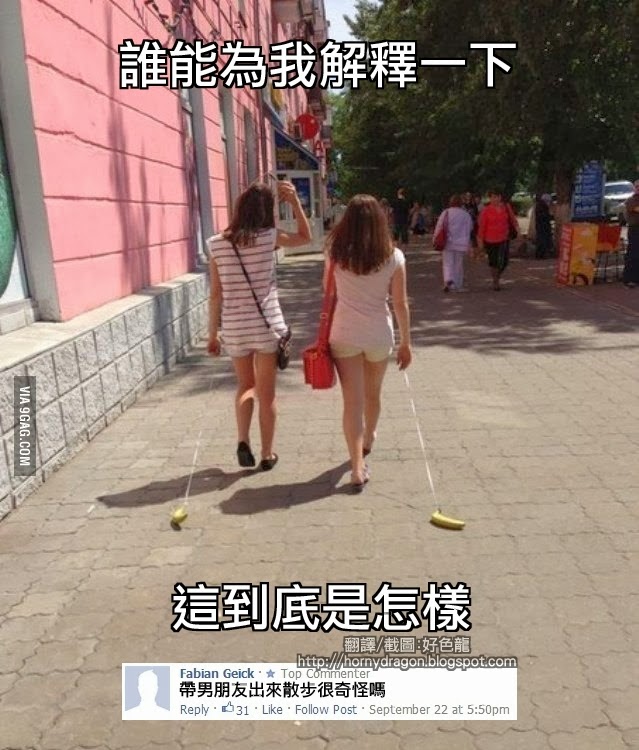 誰能為我解釋一下
VIA 9GAG.COM
這到底是怎樣
翻譯/截圖:好色龍
http://hornydragon.blogspot.com
Fabian Geick · ★ Top Commenter
帶男朋友出來散步很奇怪嗎
Reply · 31 · Like · Follow Post · September 22 at 5:50pm